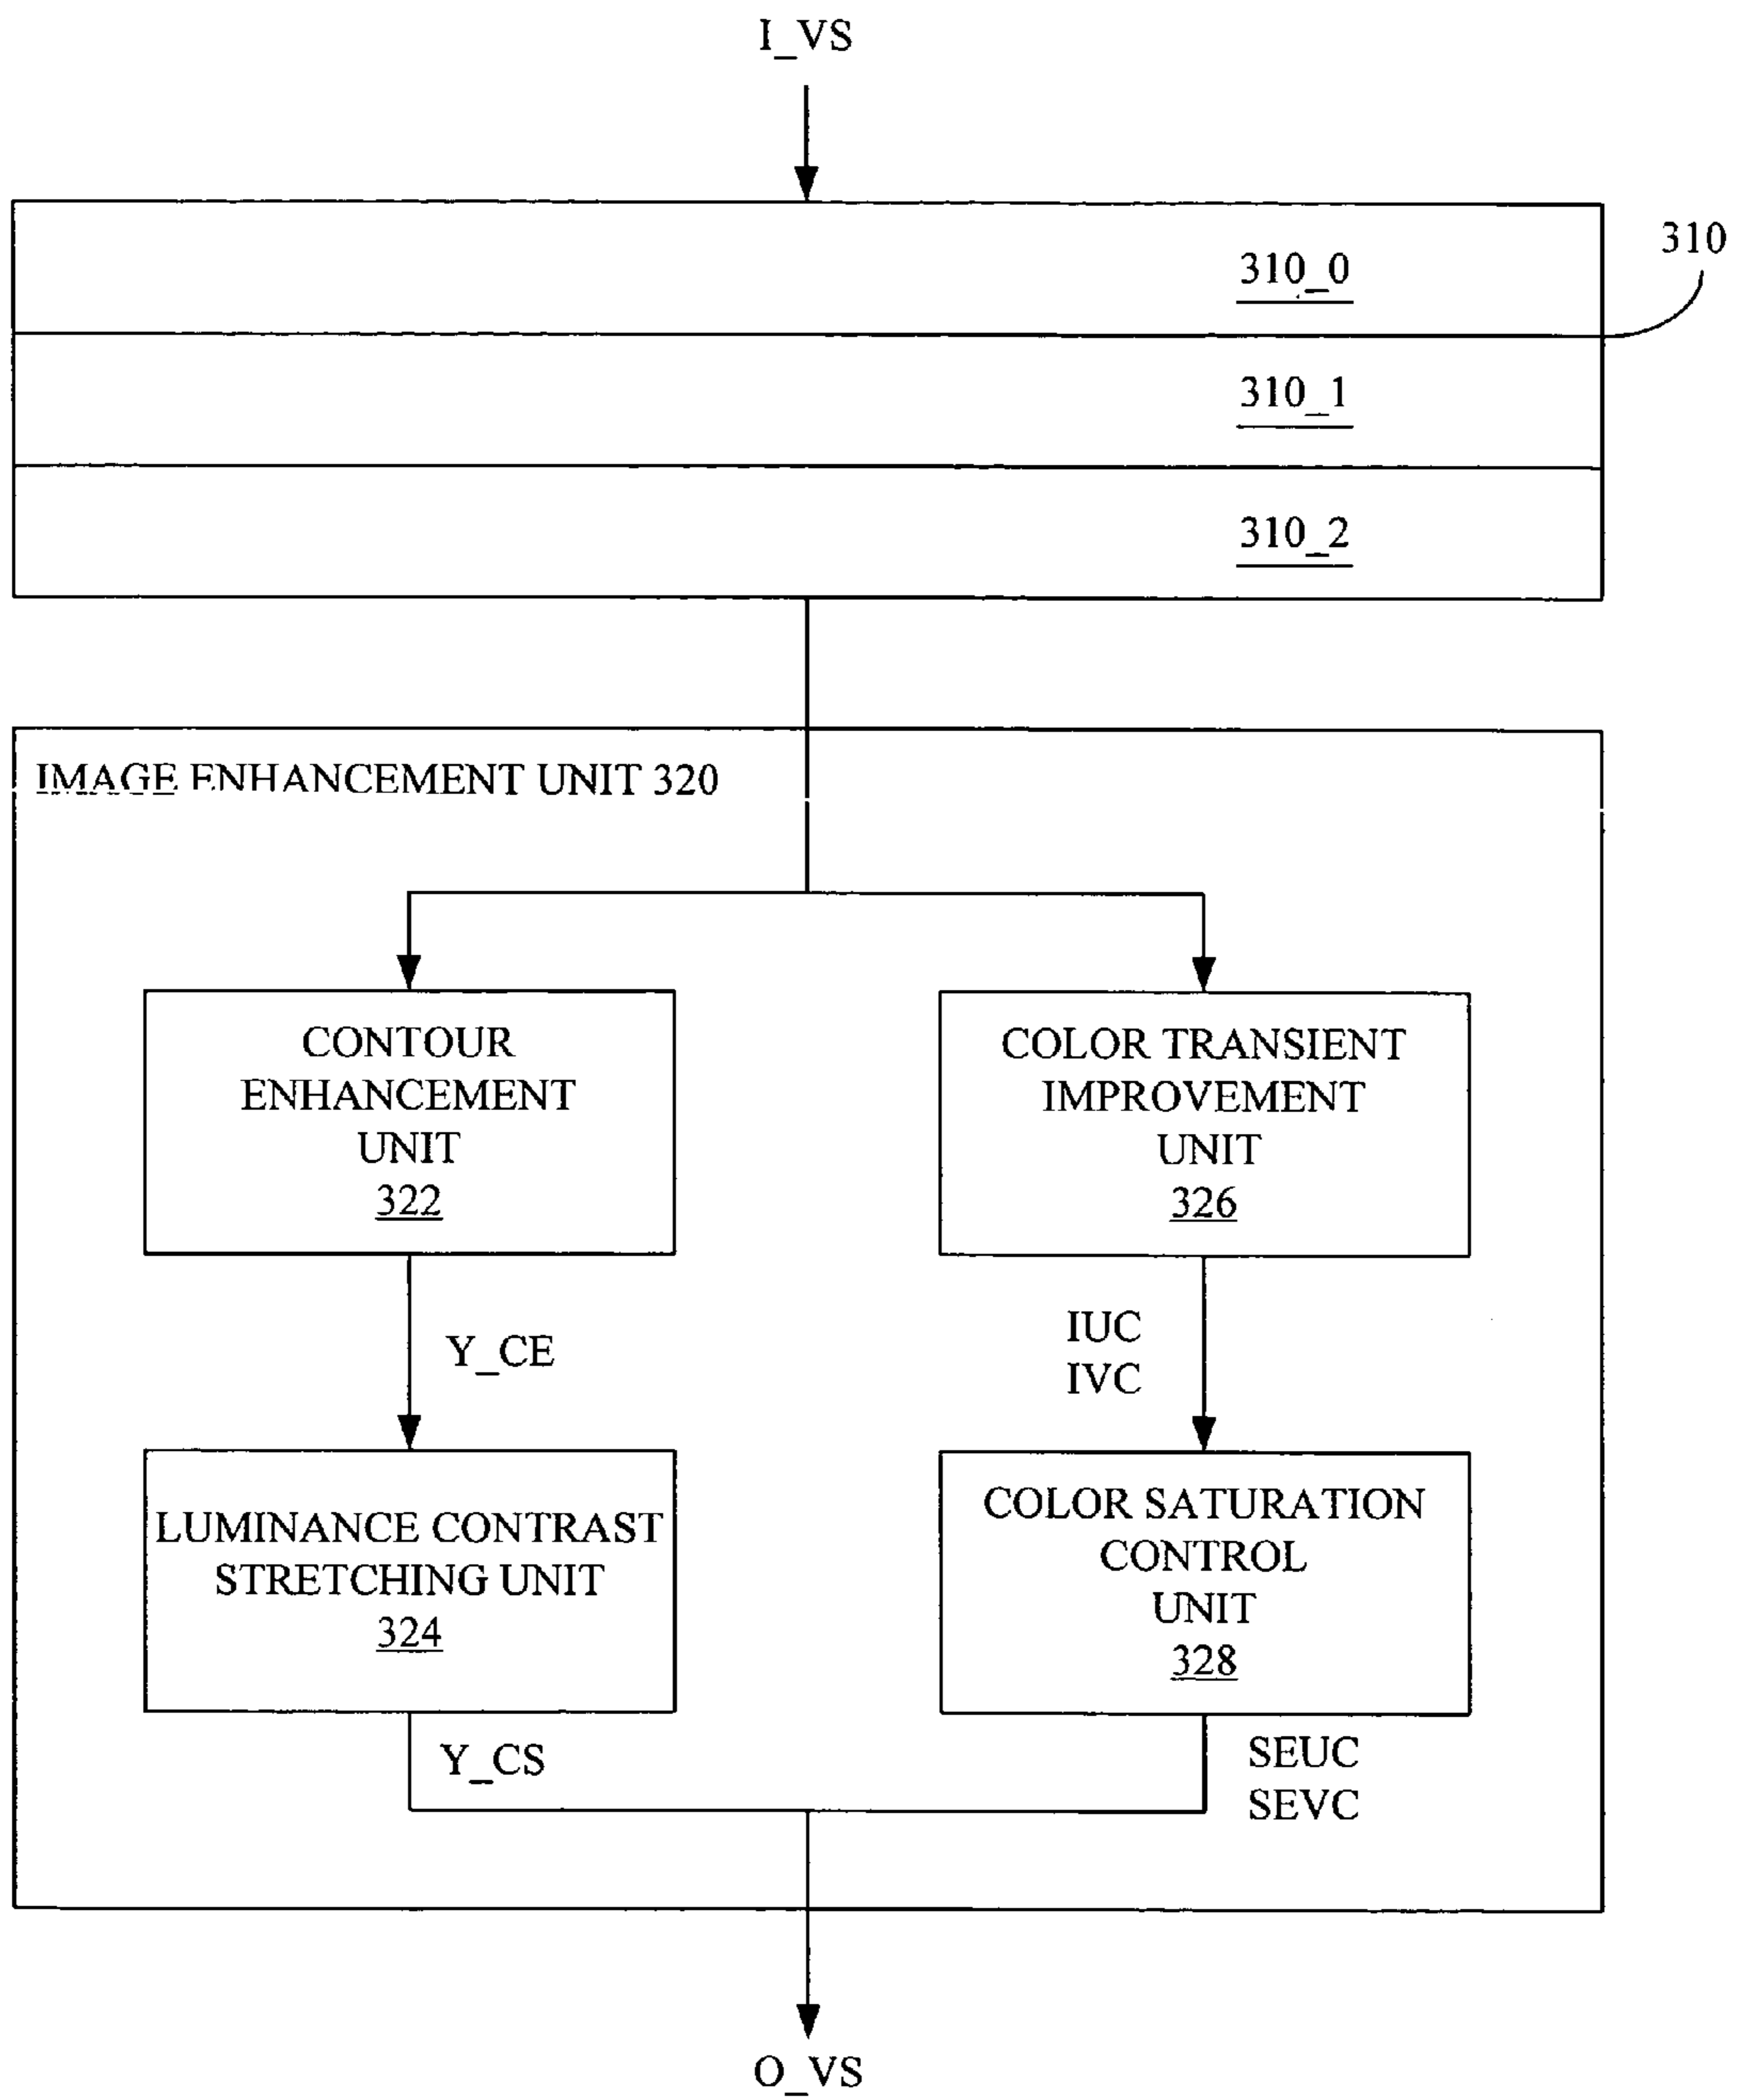 I_VS
310
310_0
310_1
310_2
IMAGE ENHANCEMENT UNIT 320
CONTOUR
ENHANCEMENT
UNIT
322
COLOR TRANSIENT
IMPROVEMENT
UNIT
326
Y_CE
IUC
IVC
LUMINANCE CONTRAST
STRETCHING UNIT
324
COLOR SATURATION
CONTROL
UNIT
328
Y_CS
SEUC
SEVC
O_VS